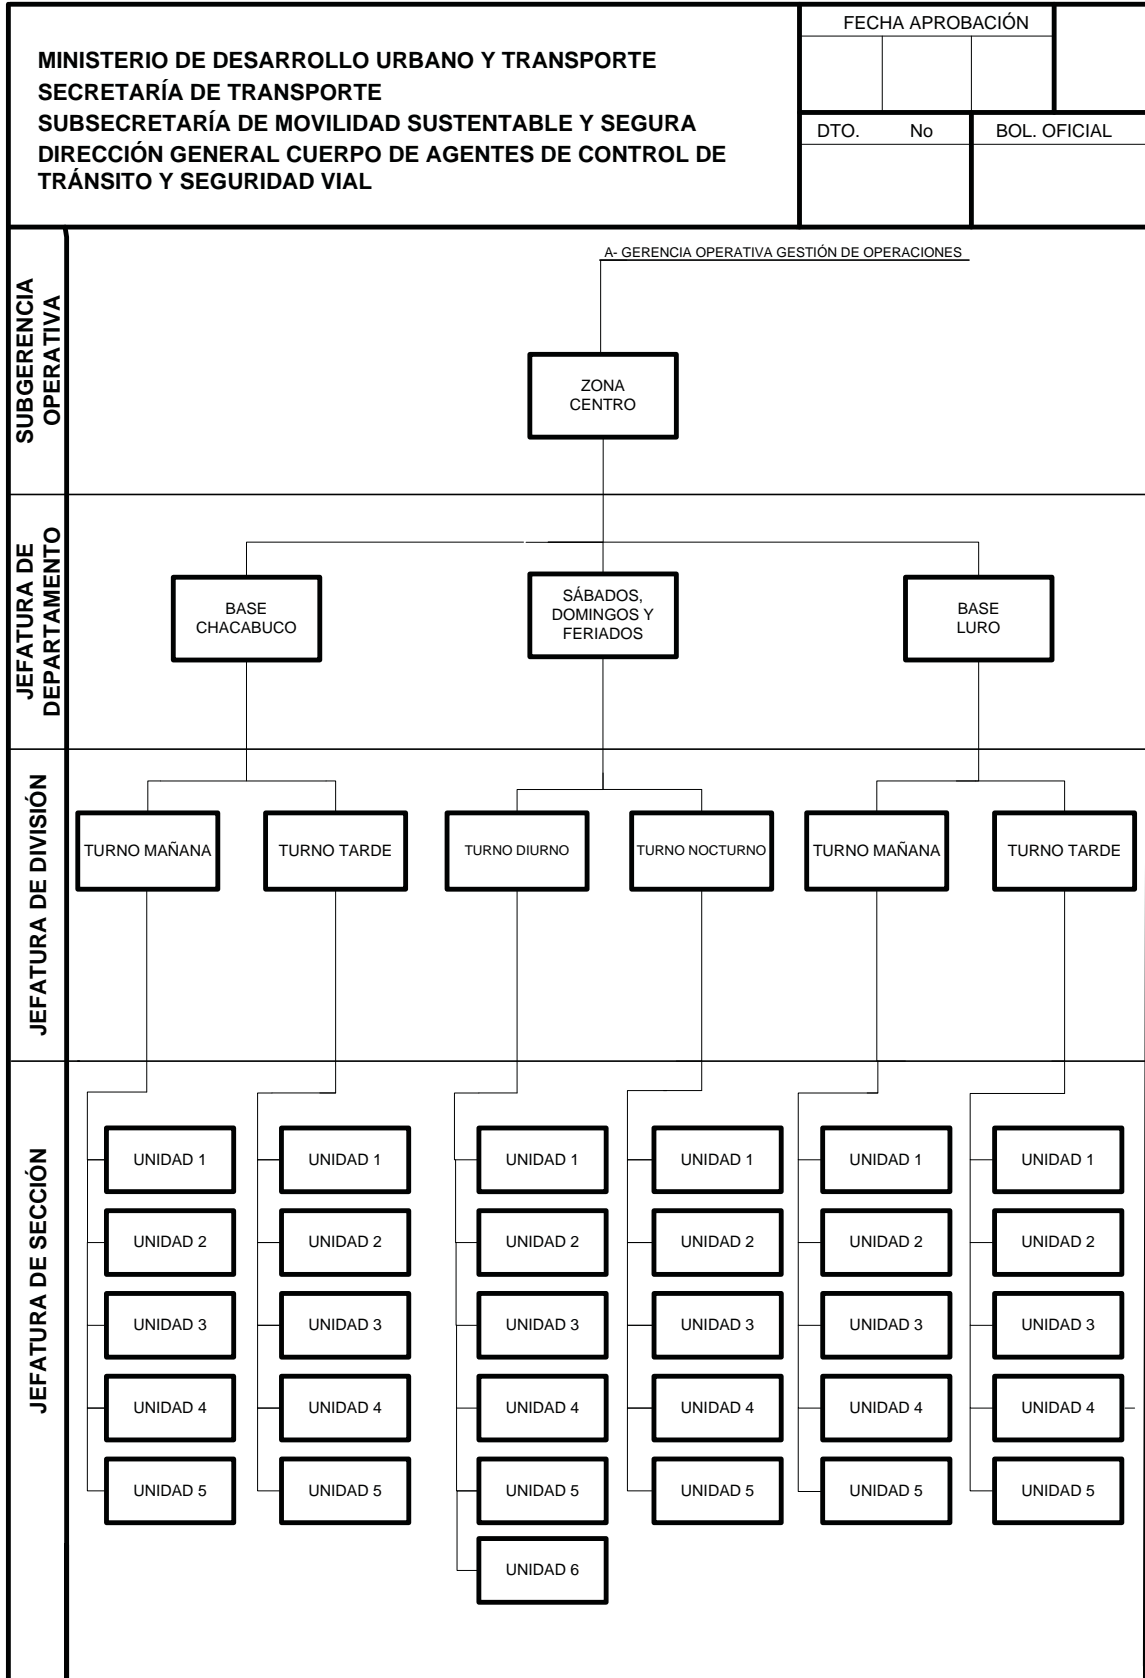 MINISTERIO DE DESARROLLO URBANO Y TRANSPORTE
SECRETARÍA DE TRANSPORTE
SUBSECRETARÍA DE MOVILIDAD SUSTENTABLE Y SEGURA
DIRECCIÓN GENERAL CUERPO DE AGENTES DE CONTROL DE
TRÁNSITO Y SEGURIDAD VIAL
FECHA APROBACIÓN
DTO. No
BOL. OFICIAL
SUBGERENCIA
OPERATIVA
A- GERENCIA OPERATIVA GESTIÓN DE OPERACIONES
ZONA
CENTRO
JEFATURA DE
DEPARTAMENTO
BASE
CHACABUCO
SÁBADOS,
DOMINGOS Y
FERIADOS
BASE
LURO
JEFATURA DE DIVISIÓN
TURNO MAÑANA
TURNO TARDE
TURNO DIURNO
TURNO NOCTURNO
TURNO MAÑANA
TURNO TARDE
JEFATURA DE SECCIÓN
UNIDAD 1
UNIDAD 2
UNIDAD 3
UNIDAD 4
UNIDAD 5
UNIDAD 1
UNIDAD 2
UNIDAD 3
UNIDAD 4
UNIDAD 5
UNIDAD 1
UNIDAD 2
UNIDAD 3
UNIDAD 4
UNIDAD 5
UNIDAD 6
UNIDAD 1
UNIDAD 2
UNIDAD 3
UNIDAD 4
UNIDAD 5
UNIDAD 1
UNIDAD 2
UNIDAD 3
UNIDAD 4
UNIDAD 5
UNIDAD 1
UNIDAD 2
UNIDAD 3
UNIDAD 4
UNIDAD 5